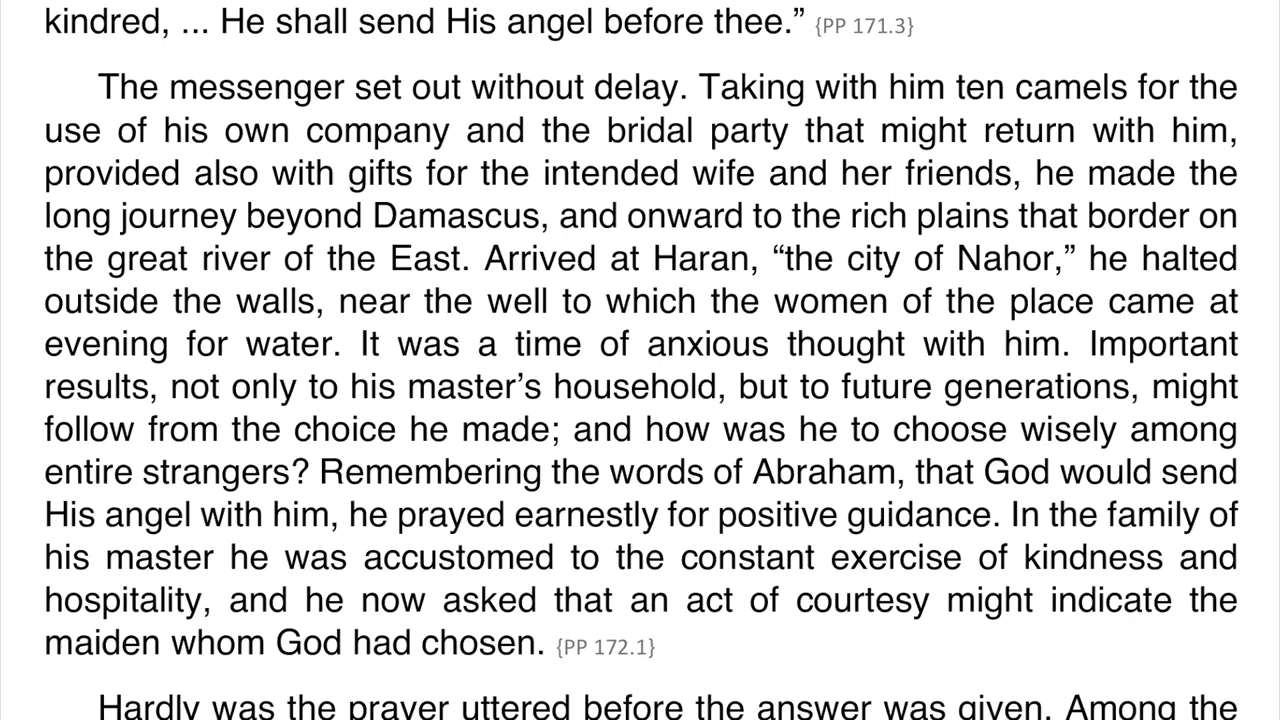 kindred, ... He shall send His angel before thee.” {PP 171.3}
The messenger set out without delay. Taking with him ten camels for the
use of his own company and the bridal party that might return with him,
provided also with gifts for the intended wife and her friends, he made the
long journey beyond Damascus, and onward to the rich plains that border on
the great river of the East. Arrived at Haran, “the city of Nahor,” he halted
outside the walls, near the well to which the women of the place came at
evening for water. It was a time of anxious thought with him. Important
results, not only to his master’s household, but to future generations, might
follow from the choice he made; and how was he to choose wisely among
entire strangers? Remembering the words of Abraham, that God would send
His angel with him, he prayed earnestly for positive guidance. In the family of
his master he was accustomed to the constant exercise of kindness and
hospitality, and he now asked that an act of courtesy might indicate the
maiden whom God had chosen. {PP 172.1}
Hardly was the prayer uttered before the answer was given. Among the